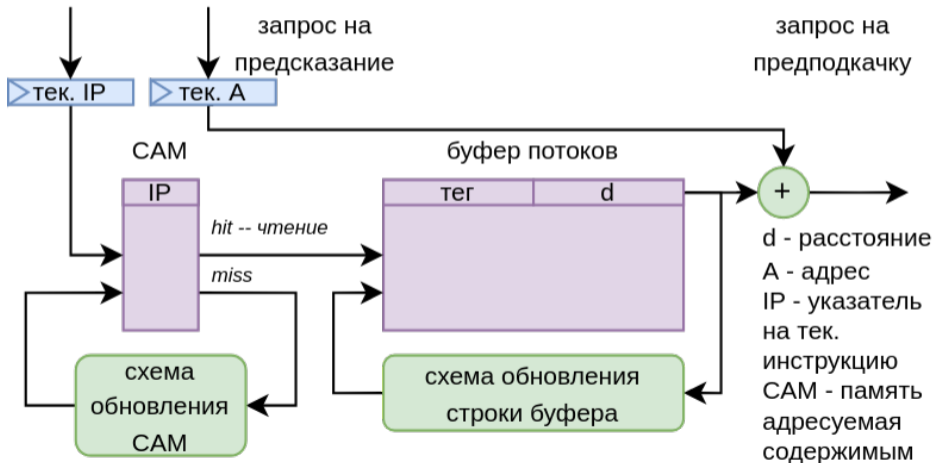 запрос на
предсказание
запрос на
предподкачку
тек. IP
тек. A
CAM
буфер потоков
IP
тег
d
+
hit -- чтение
miss
d - расстояние
A - адрес
IP - указатель
на тек.
инструкцию
CAM - память
адресуемая
содержимым
схема
обновления
CAM
схема обновления
строки буфера